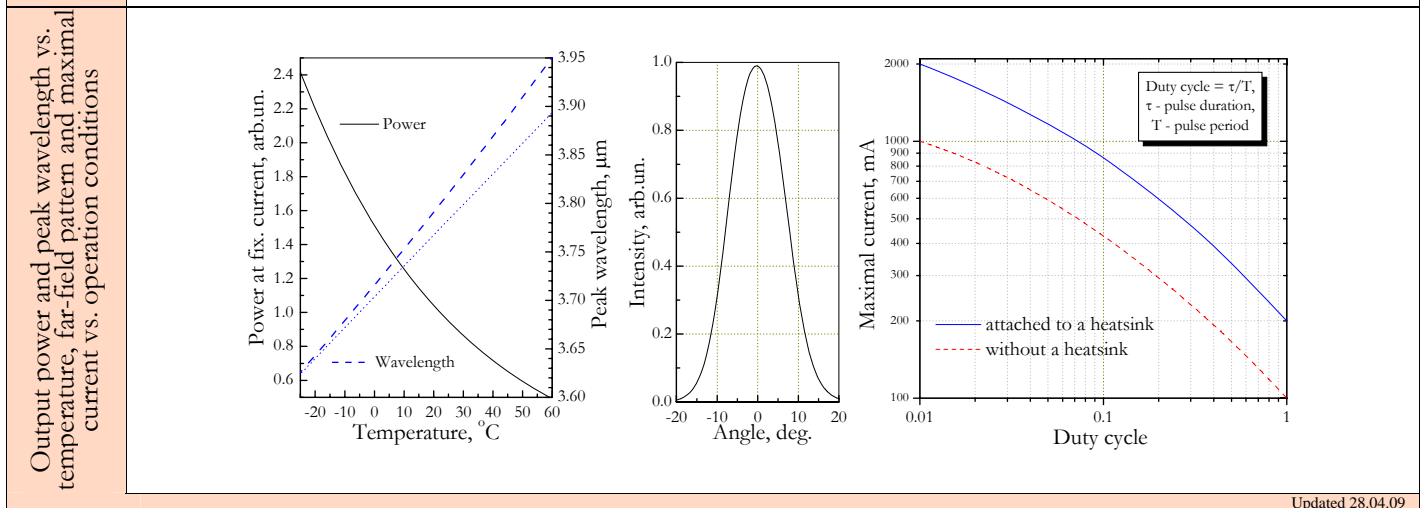 Output power and peak wavelength vs.
temperature, far-field pattern and maximal
current vs. operation conditions
Power at fix. current, arb.un.
2.4
2.2
2.0
1.8
1.6
1.4
1.2
1.0
0.8
0.6
Power
Wavelength
-20 -10 0 10 20 30 40 50 60
Temperature, °C
3.95
3.90
3.85
3.80
3.75
3.70
3.65
3.60
Peak wavelength, μm
Intensity, arb.un.
1.0
0.8
0.6
0.4
0.2
0.0
-20 -10 0 10 20
Angle, deg.
Maximal current, mA
2000
1000
900
800
700
600
500
400
300
200
100
Duty cycle = τ/T,
τ - pulse duration,
T - pulse period
attached to a heatsink
without a heatsink
0.01 0.1 1
Duty cycle
Updated 28.04.09